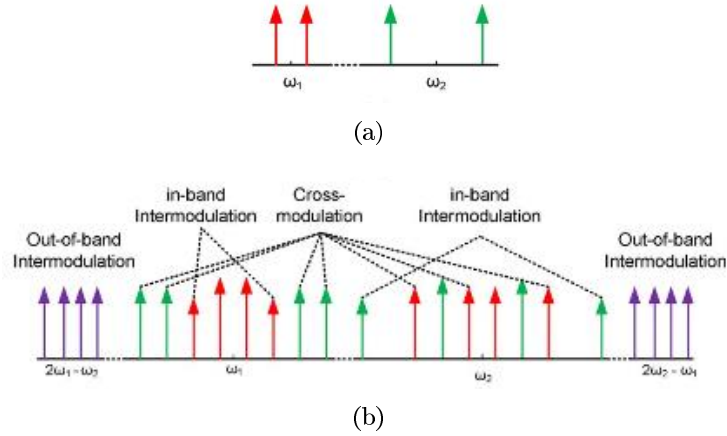 ω₁
ω₂
(a)
in-band
Intermodulation
Cross-
modulation
in-band
Intermodulation
Out-of-band
Intermodulation
Out-of-band
Intermodulation
2ω₁ - ω₂
ω₁
ω₂
2ω₂ - ω₁
(b)